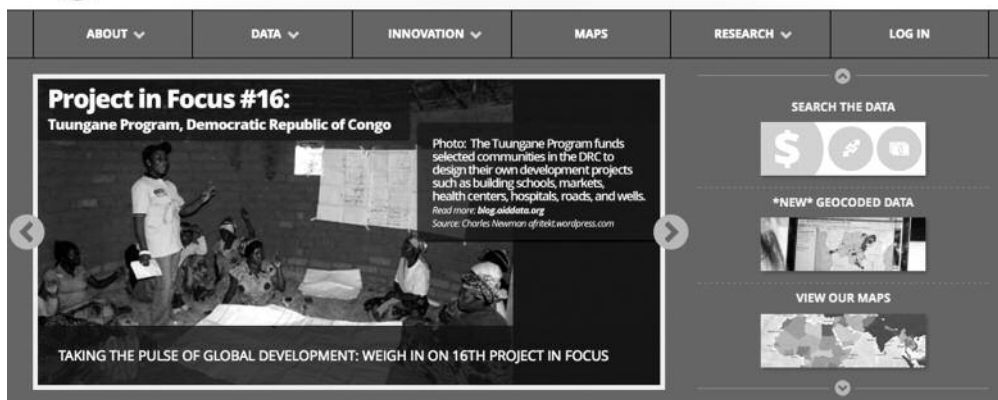 ABOUT
DATA
INNOVATION
MAPS
RESEARCH
LOG IN
Project in Focus #16:
Tuungane Program, Democratic Republic of Congo
Photo: The Tuungane Program funds
selected communities in the DRC to
design their own development projects
such as building schools, markets,
health centers, hospitals, roads, and wells.
Read more: blog.aiddata.org
Source: Charles Newman afritekt.wordpress.com
TAKING THE PULSE OF GLOBAL DEVELOPMENT: WEIGH IN ON 16TH PROJECT IN FOCUS
SEARCH THE DATA
$
*NEW* GEOCODED DATA
VIEW OUR MAPS